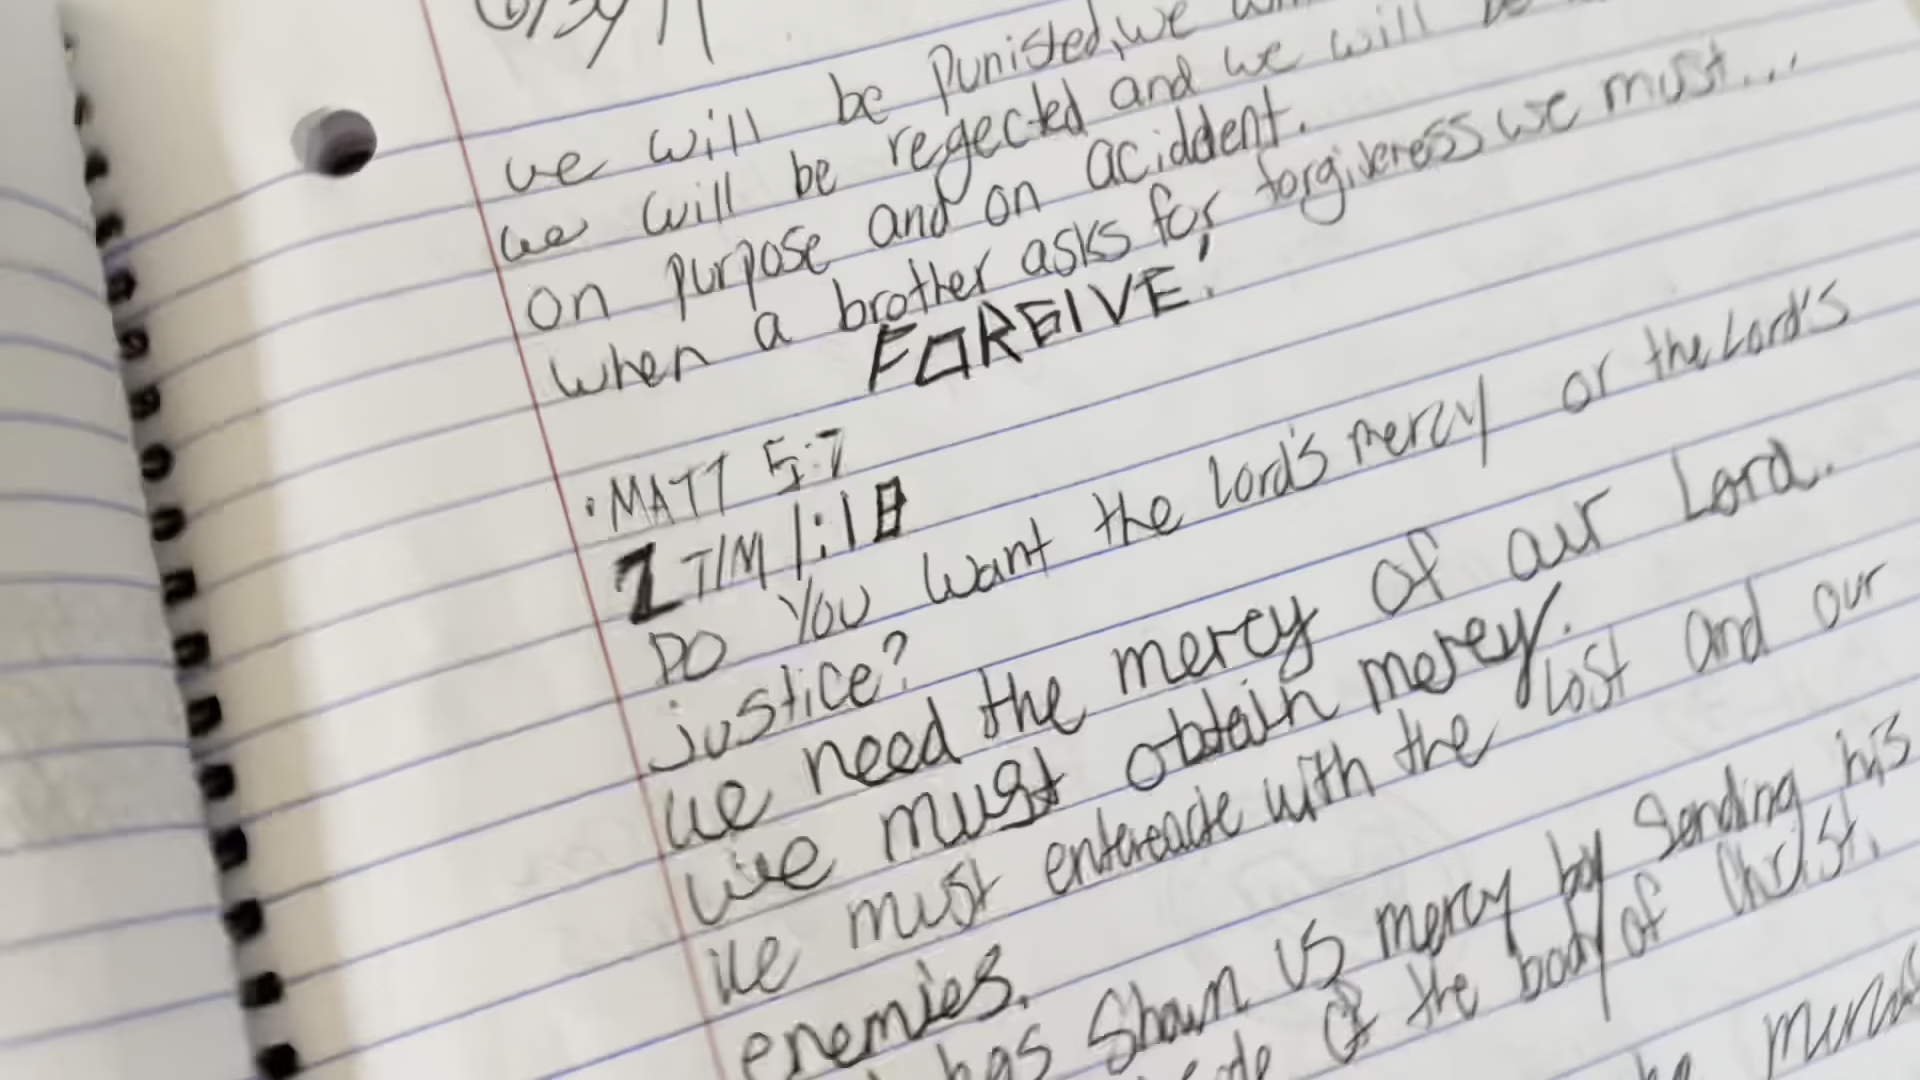 we will be punisted, we
we will be regected and we will be
on purpose and on aciddent.
when a brother asks for forgiveness we must...
FORGIVE!
· MATT 5:7
1 TIM 1:18
DO YOU want the Lord's mercy or the Lord's
justice?
we need the mercy of our Lord.
we must obtain mercy.
we must with the lost and our
enemies.
has shown US mercy by sending his
of the body of Christ.